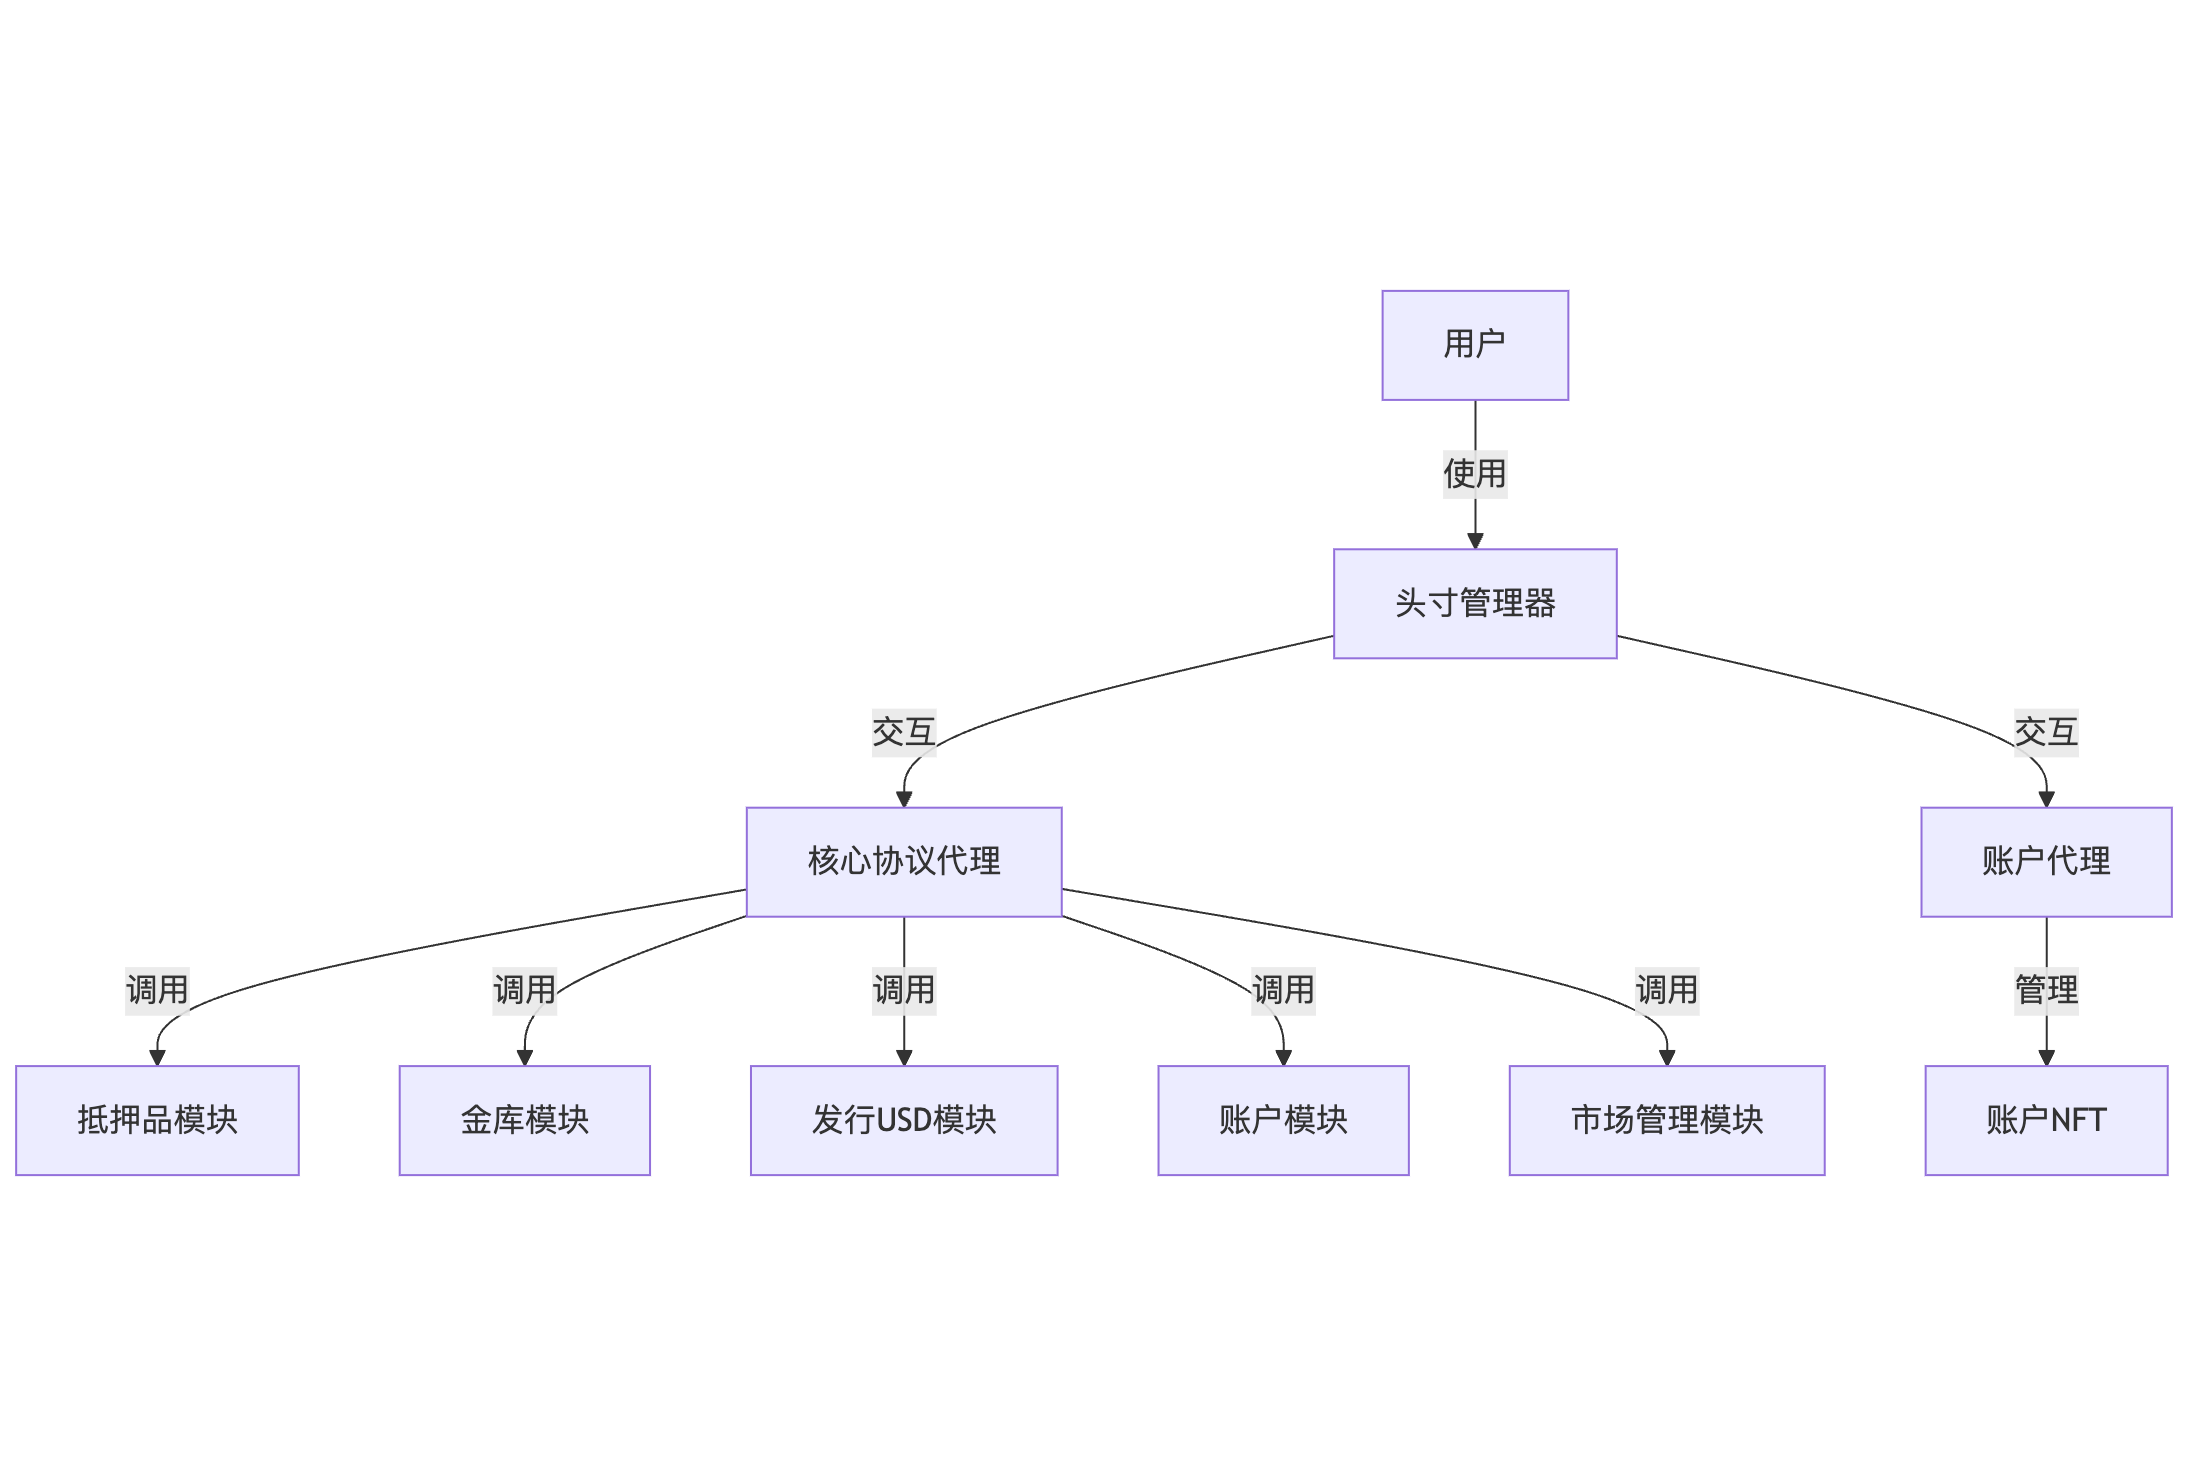 用户
使用
头寸管理器
交互
交互
核心协议代理
账户代理
调用
调用
调用
调用
调用
管理
抵押品模块
金库模块
发行USD模块
账户模块
市场管理模块
账户NFT